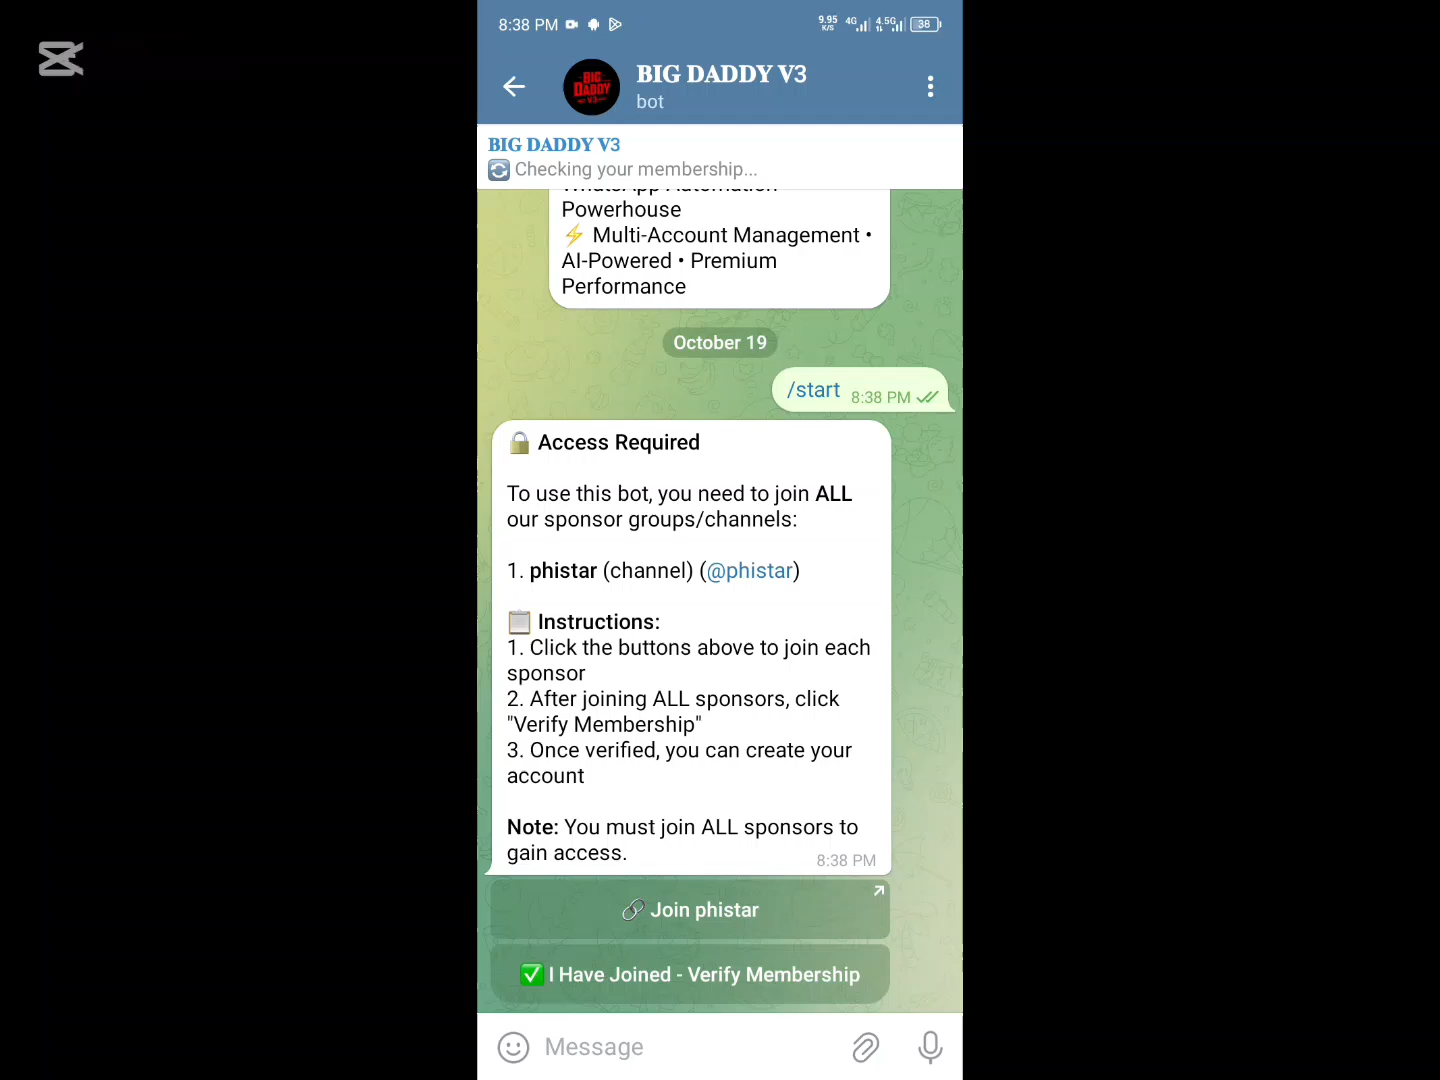 8:38 PM
9.95 K/S 4G 4.5G 38
BIG DADDY V3
BIG DADDY V3
bot
BIG DADDY V3
🔄 Checking your membership...
WhatsApp Automation
Powerhouse
⚡ Multi-Account Management •
AI-Powered • Premium
Performance
October 19
/start 8:38 PM
🔒 Access Required
To use this bot, you need to join ALL
our sponsor groups/channels:
1. phistar (channel) (@phistar)
📋 Instructions:
1. Click the buttons above to join each
sponsor
2. After joining ALL sponsors, click
"Verify Membership"
3. Once verified, you can create your
account
Note: You must join ALL sponsors to
gain access.
8:38 PM
🔗 Join phistar
✅ I Have Joined - Verify Membership
Message